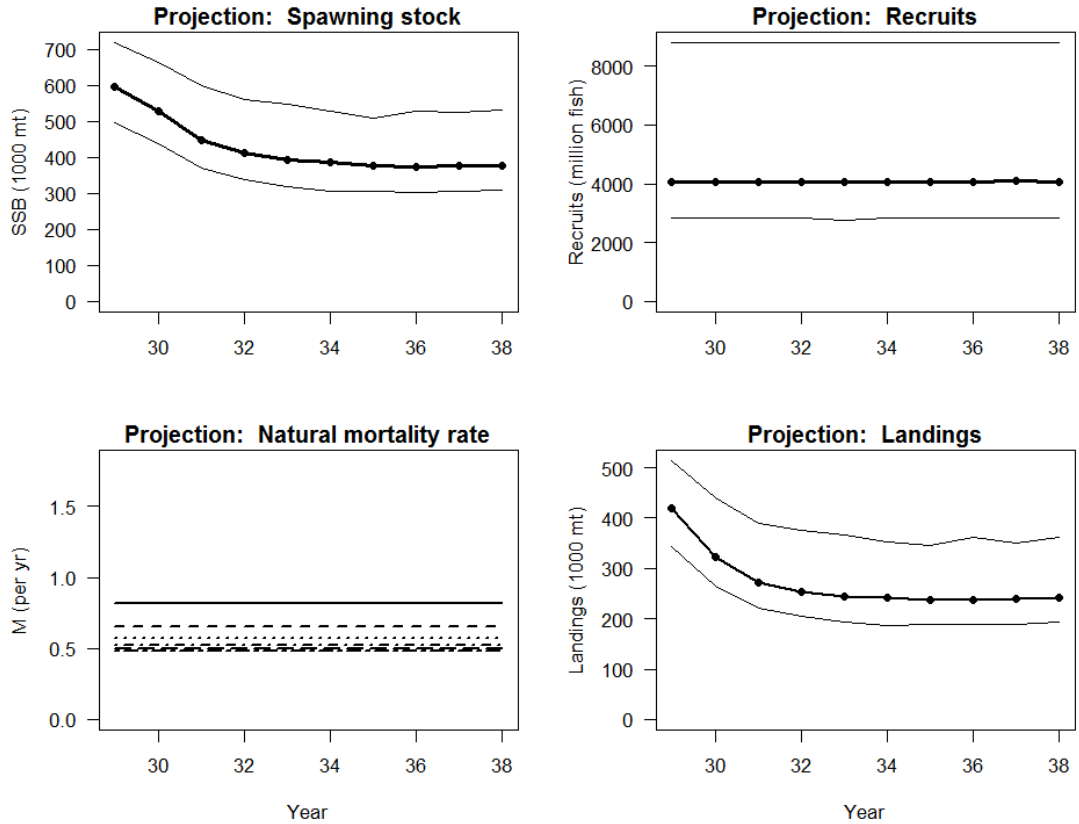 Projection:  Spawning stock
SSB (1000 mt)
700
600
500
400
300
200
100
0
30 32 34 36 38
Projection:  Recruits
Recruits (million fish)
8000
6000
4000
2000
0
30 32 34 36 38
Projection:  Natural mortality rate
M (per yr)
1.5
1.0
0.5
0.0
30 32 34 36 38
Year
Projection:  Landings
Landings (1000 mt)
500
400
300
200
100
0
30 32 34 36 38
Year